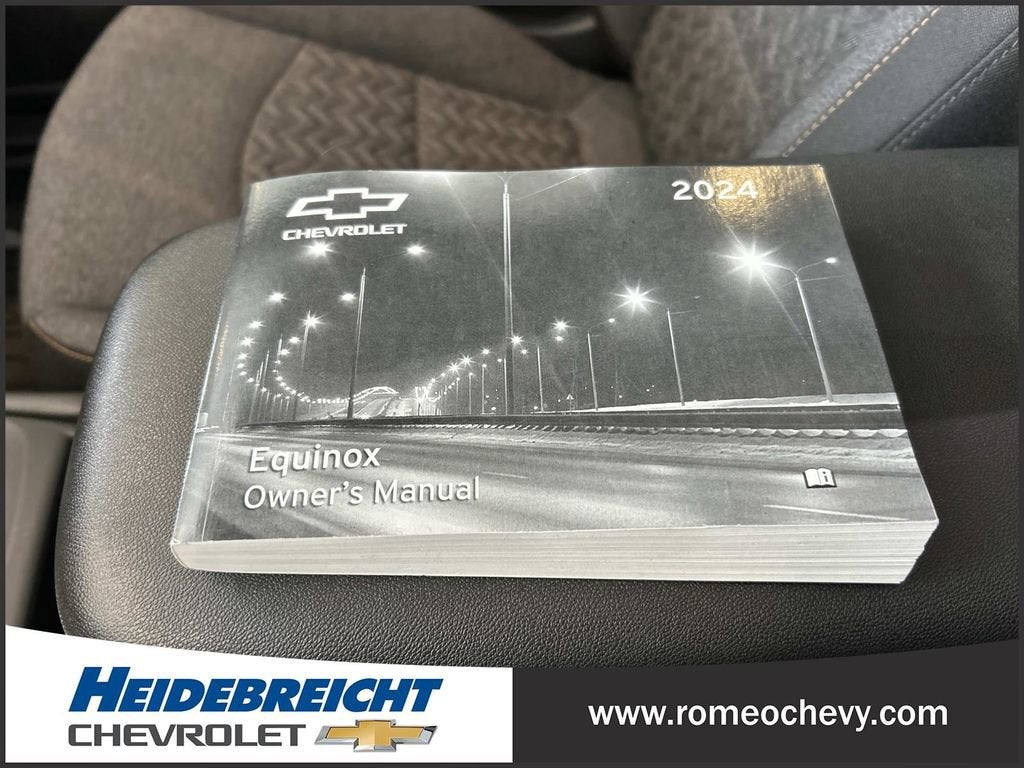 CHEVROLET
2024
Equinox
Owner's Manual
i
HEIDEBREICHT
CHEVROLET
www.romeochevy.com